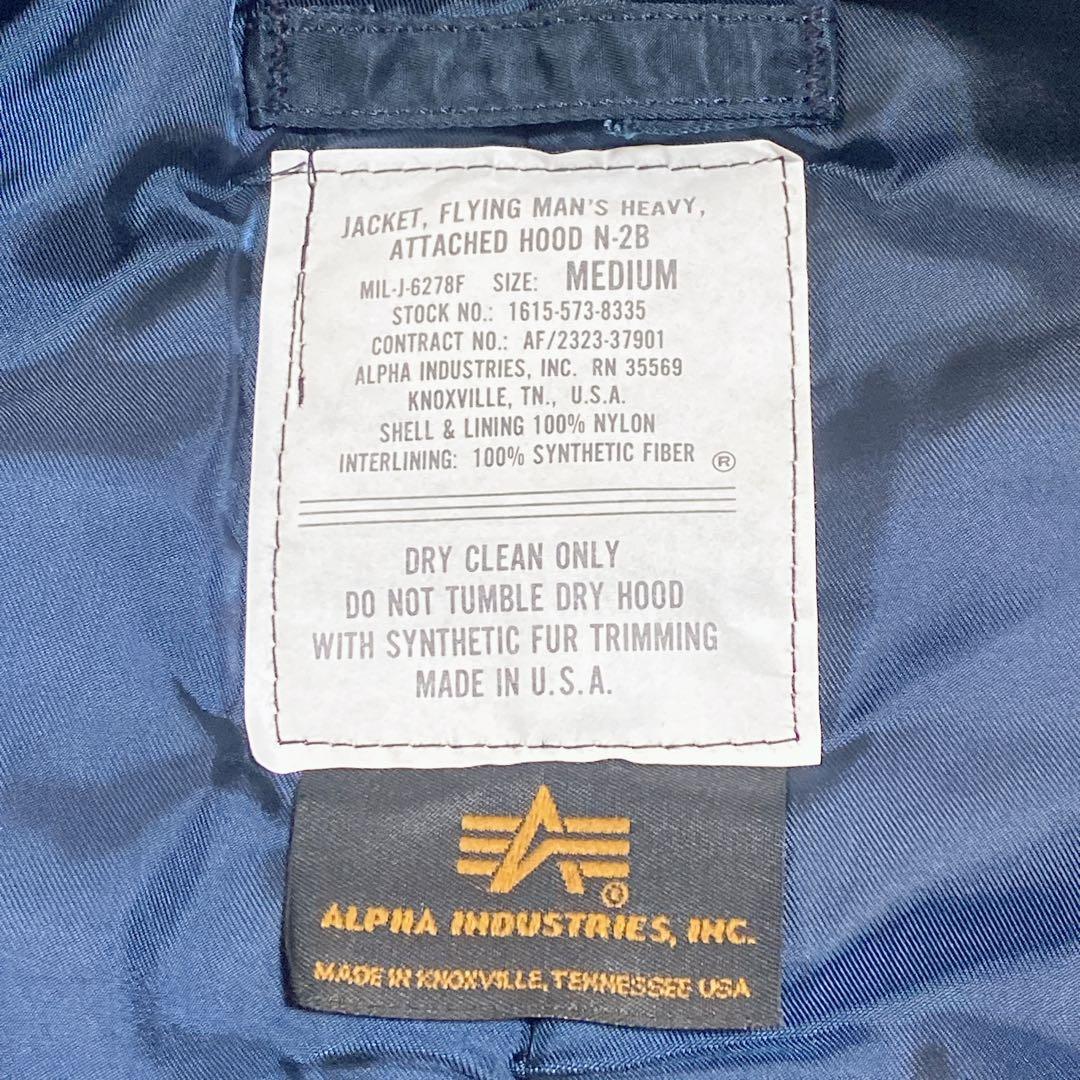 JACKET, FLYING MAN'S HEAVY,
ATTACHED HOOD N-2B
MIL-J-6278F SIZE: MEDIUM
STOCK NO.: 1615-573-8335
CONTRACT NO.: AF/2323-37901
ALPHA INDUSTRIES, INC. RN 35569
KNOXVILLE, TN., U.S.A.
SHELL & LINING 100% NYLON
INTERLINING: 100% SYNTHETIC FIBER ®
DRY CLEAN ONLY
DO NOT TUMBLE DRY HOOD
WITH SYNTHETIC FUR TRIMMING
MADE IN U.S.A.
®
ALPHA INDUSTRIES, INC.
MADE IN KNOXVILLE, TENNESSEE USA